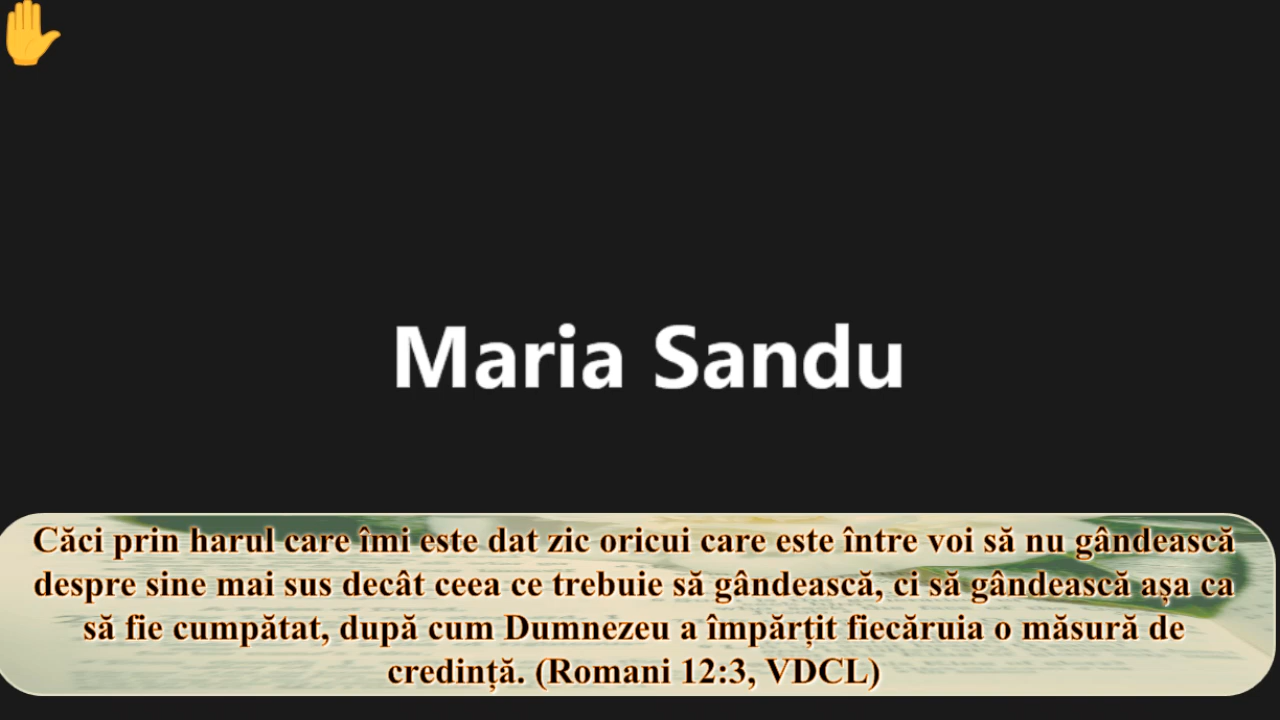 Maria Sandu
Căci prin harul care îmi este dat zic oricui care este între voi să nu gândească
despre sine mai sus decât ceea ce trebuie să gândească, ci să gândească așa ca
să fie cumpătat, după cum Dumnezeu a împărțit fiecăruia o măsură de
credință. (Romani 12:3, VDCL)